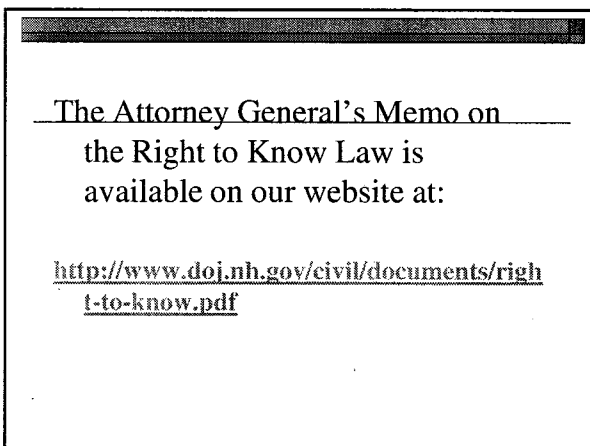 The Attorney General's Memo on
the Right to Know Law is
available on our website at:
http://www.doj.nh.gov/civil/documents/righ
t-to-know.pdf